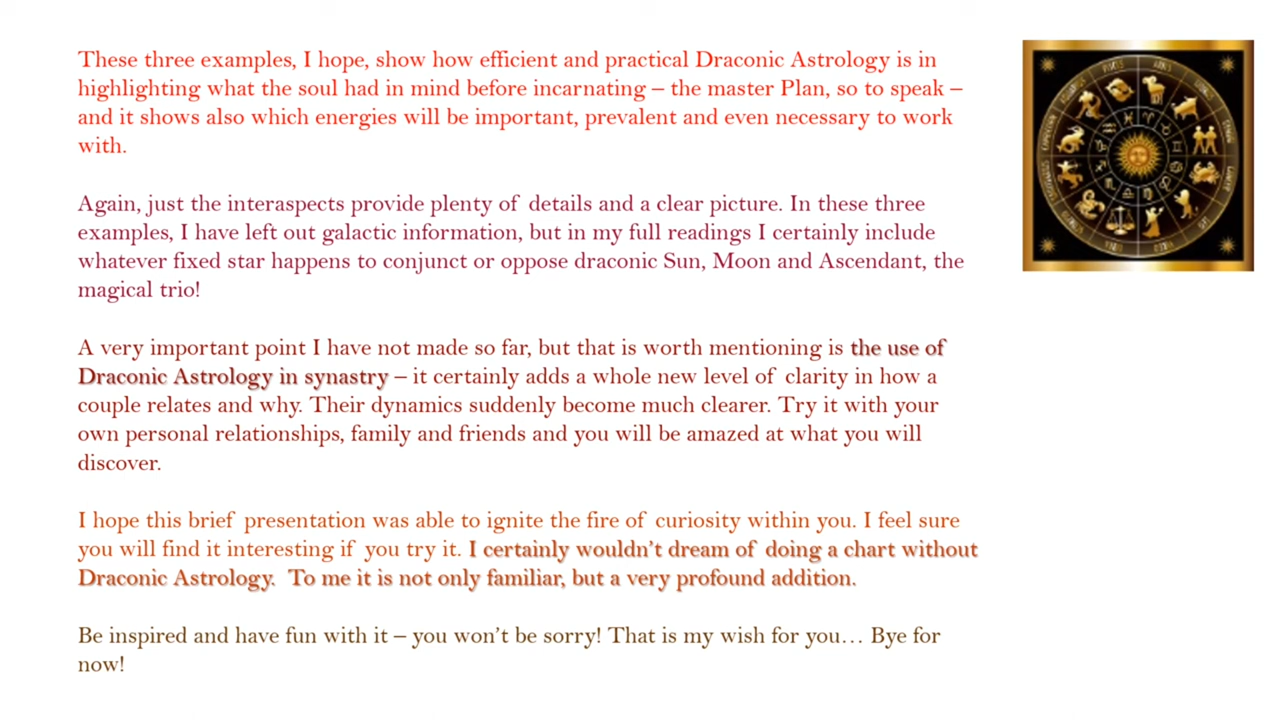 These three examples, I hope, show how efficient and practical Draconic Astrology is in
highlighting what the soul had in mind before incarnating – the master Plan, so to speak –
and it shows also which energies will be important, prevalent and even necessary to work
with.
Again, just the interaspects provide plenty of details and a clear picture. In these three
examples, I have left out galactic information, but in my full readings I certainly include
whatever fixed star happens to conjunct or oppose draconic Sun, Moon and Ascendant, the
magical trio!
A very important point I have not made so far, but that is worth mentioning is the use of
Draconic Astrology in synastry – it certainly adds a whole new level of clarity in how a
couple relates and why. Their dynamics suddenly become much clearer. Try it with your
own personal relationships, family and friends and you will be amazed at what you will
discover.
I hope this brief presentation was able to ignite the fire of curiosity within you. I feel sure
you will find it interesting if you try it. I certainly wouldn't dream of doing a chart without
Draconic Astrology.  To me it is not only familiar, but a very profound addition.
Be inspired and have fun with it – you won't be sorry! That is my wish for you… Bye for
now!